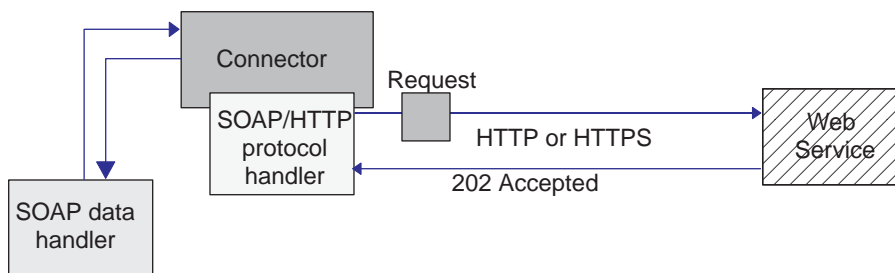 Connector
Request
SOAP/HTTP
protocol
handler
HTTP or HTTPS
Web
Service
202 Accepted
SOAP data
handler